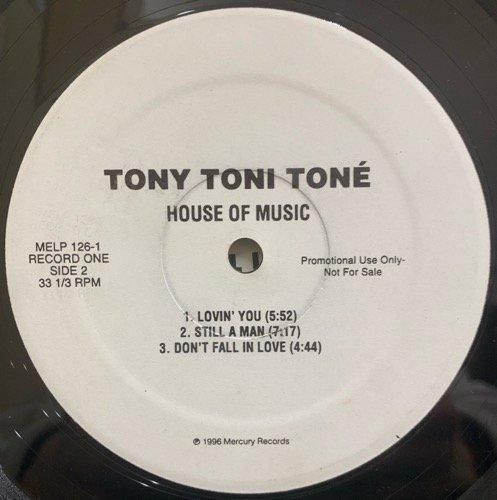 TONY TONI TONÉ
HOUSE OF MUSIC
MELP 126-1
RECORD ONE
SIDE 2
33 1/3 RPM
Promotional Use Only-
Not For Sale
1. LOVIN' YOU (5:52)
2. STILL A MAN (7:17)
3. DON'T FALL IN LOVE (4:44)
℗ 1996 Mercury Records